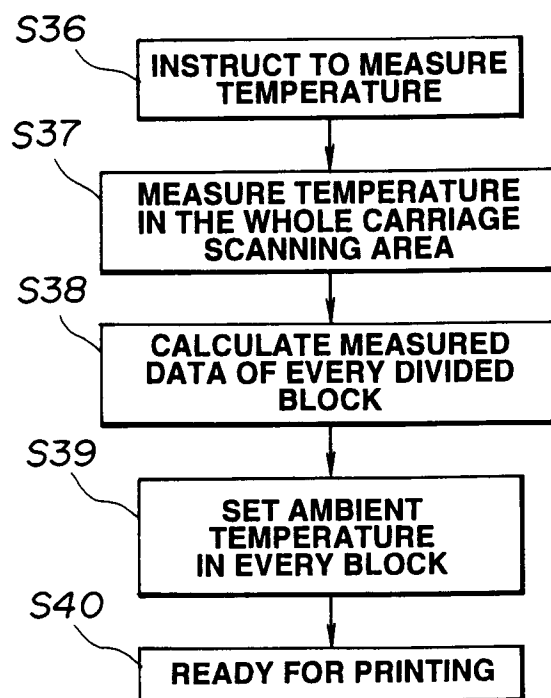 S36
INSTRUCT TO MEASURE
TEMPERATURE
S37
MEASURE TEMPERATURE
IN THE WHOLE CARRIAGE
SCANNING AREA
S38
CALCULATE MEASURED
DATA OF EVERY DIVIDED
BLOCK
S39
SET AMBIENT
TEMPERATURE
IN EVERY BLOCK
S40
READY FOR PRINTING